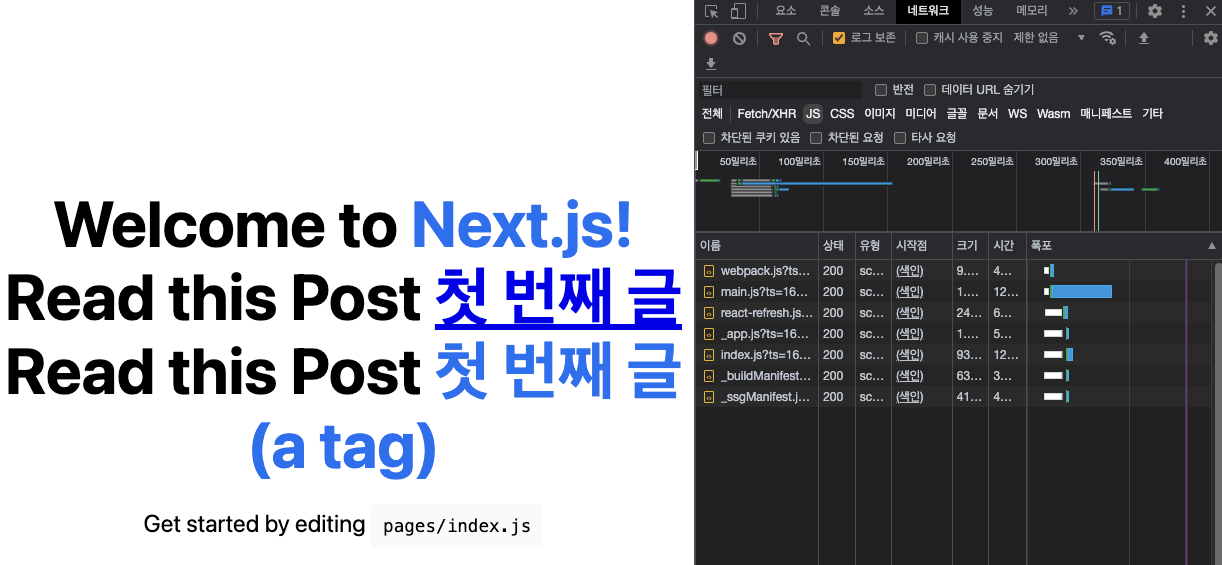 Welcome to Next.js!
Read this Post 첫 번째 글
Read this Post 첫 번째 글
(a tag)
Get started by editing pages/index.js
요소 콘솔 소스 네트워크 성능 메모리 » 1
로그 보존 캐시 사용 중지 제한 없음
필터 반전 데이터 URL 숨기기
전체 Fetch/XHR JS CSS 이미지 미디어 글꼴 문서 WS Wasm 매니페스트 기타
차단된 쿠키 있음 차단된 요청 타사 요청
50밀리초 100밀리초 150밀리초 200밀리초 250밀리초 300밀리초 350밀리초 400밀리초
이름 상태 유형 시작점 크기 시간 폭포
webpack.js?ts... 200 sc... (색인) 9.... 4...
main.js?ts=16... 200 sc... (색인) 1.... 12...
react-refresh.js... 200 sc... (색인) 24... 6...
_app.js?ts=16... 200 sc... (색인) 1.... 5...
index.js?ts=16... 200 sc... (색인) 93... 12...
_buildManifest... 200 sc... (색인) 63... 3...
_ssgManifest.j... 200 sc... (색인) 41... 4...